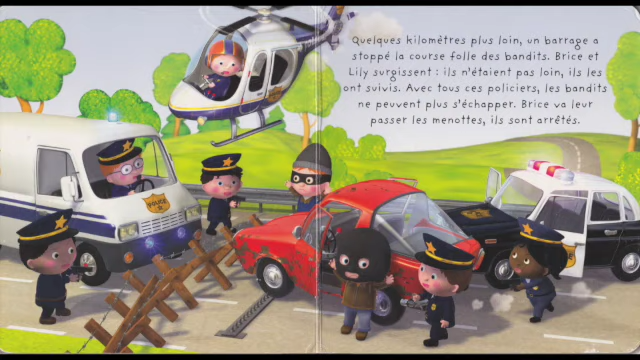 Quelques kilomètres plus loin, un barrage a
stoppé la course folle des bandits. Brice et
Lily surgissent : ils n'étaient pas loin, ils les
ont suivis. Avec tous ces policiers, les bandits
ne peuvent plus s'échapper. Brice va leur
passer les menottes, ils sont arrêtés.
POLICE